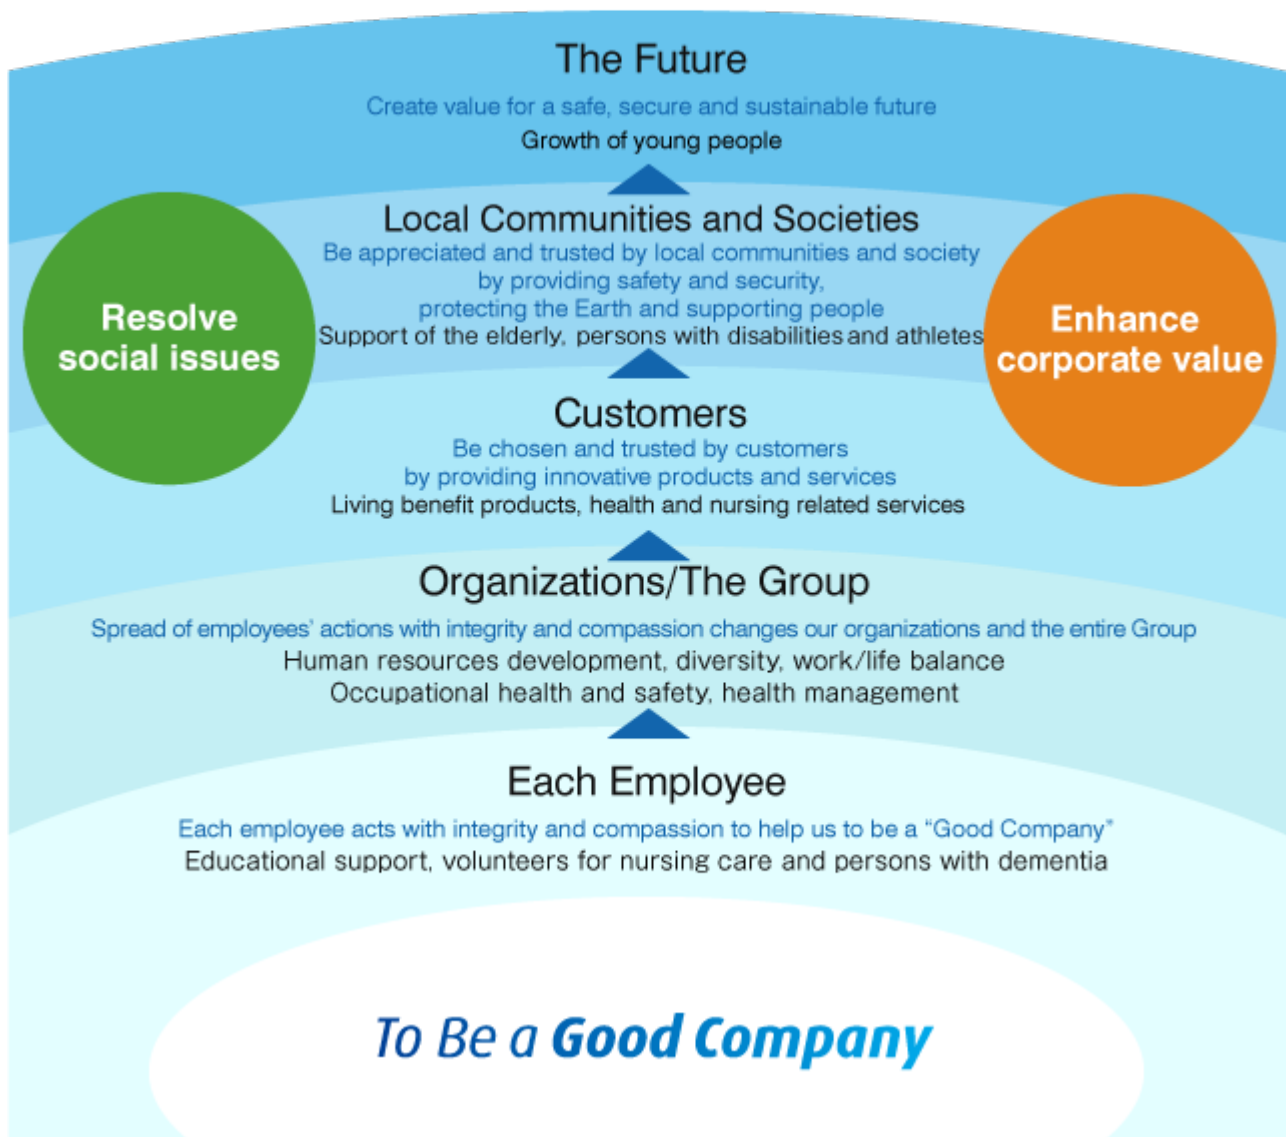 The Future
Create value for a safe, secure and sustainable future
Growth of young people
Local Communities and Societies
Be appreciated and trusted by local communities and society
by providing safety and security,
protecting the Earth and supporting people
Support of the elderly, persons with disabilities and athletes
Resolve
social issues
Enhance
corporate value
Customers
Be chosen and trusted by customers
by providing innovative products and services
Living benefit products, health and nursing related services
Organizations/The Group
Spread of employees' actions with integrity and compassion changes our organizations and the entire Group
Human resources development, diversity, work/life balance
Occupational health and safety, health management
Each Employee
Each employee acts with integrity and compassion to help us to be a “Good Company”
Educational support, volunteers for nursing care and persons with dementia
To Be a Good Company